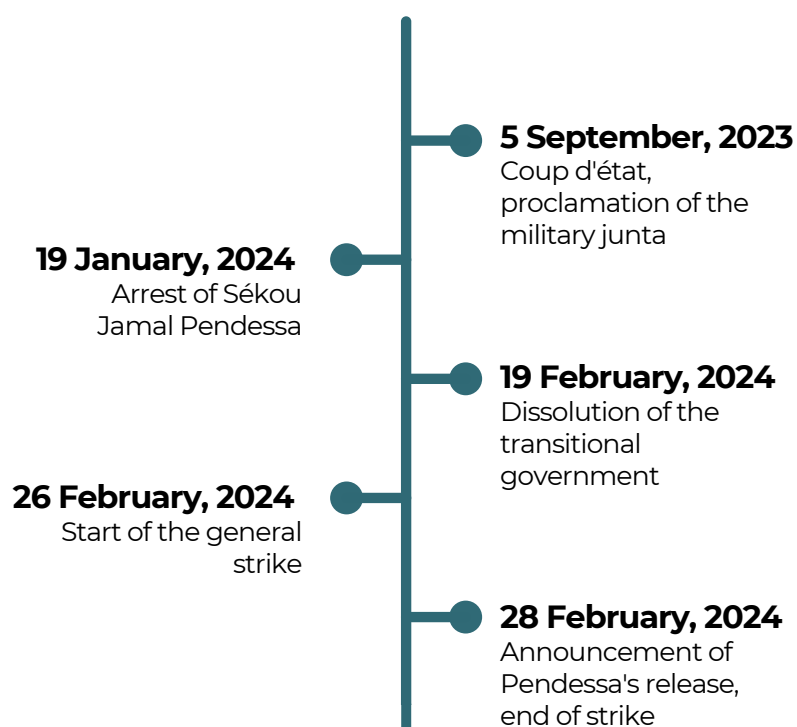 5 September, 2023
Coup d'état,
proclamation of the
military junta
19 January, 2024
Arrest of Sékou
Jamal Pendessa
19 February, 2024
Dissolution of the
transitional
government
26 February, 2024
Start of the general
strike
28 February, 2024
Announcement of
Pendessa's release,
end of strike